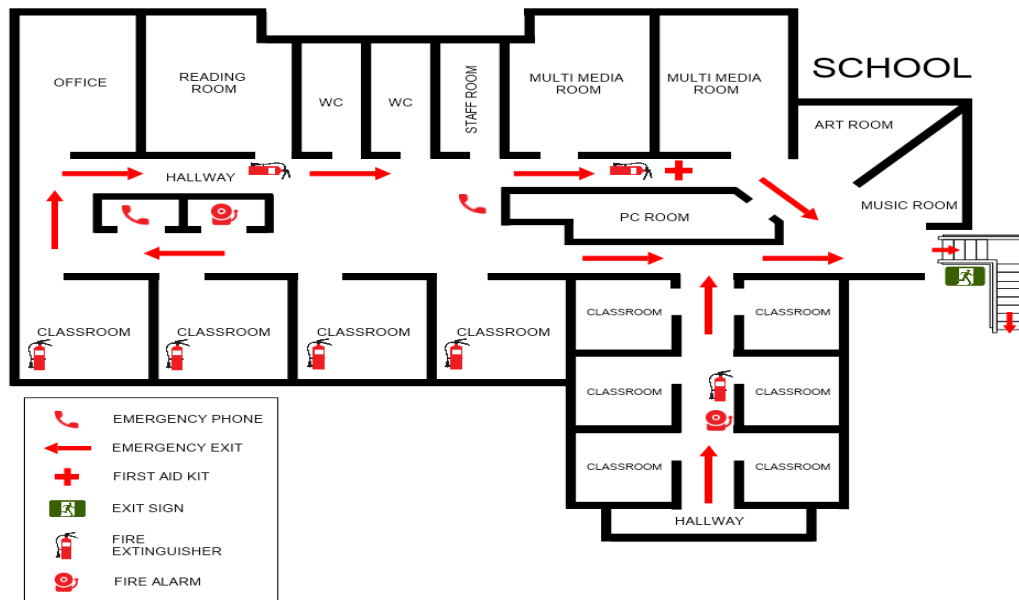 SCHOOL
OFFICE
READING
ROOM
WC
WC
STAFF ROOM
MULTI MEDIA
ROOM
MULTI MEDIA
ROOM
ART ROOM
HALLWAY
MUSIC ROOM
PC ROOM
CLASSROOM
CLASSROOM
CLASSROOM
CLASSROOM
CLASSROOM
CLASSROOM
CLASSROOM
CLASSROOM
CLASSROOM
CLASSROOM
HALLWAY
EMERGENCY PHONE
EMERGENCY EXIT
FIRST AID KIT
EXIT SIGN
FIRE
EXTINGUISHER
FIRE ALARM